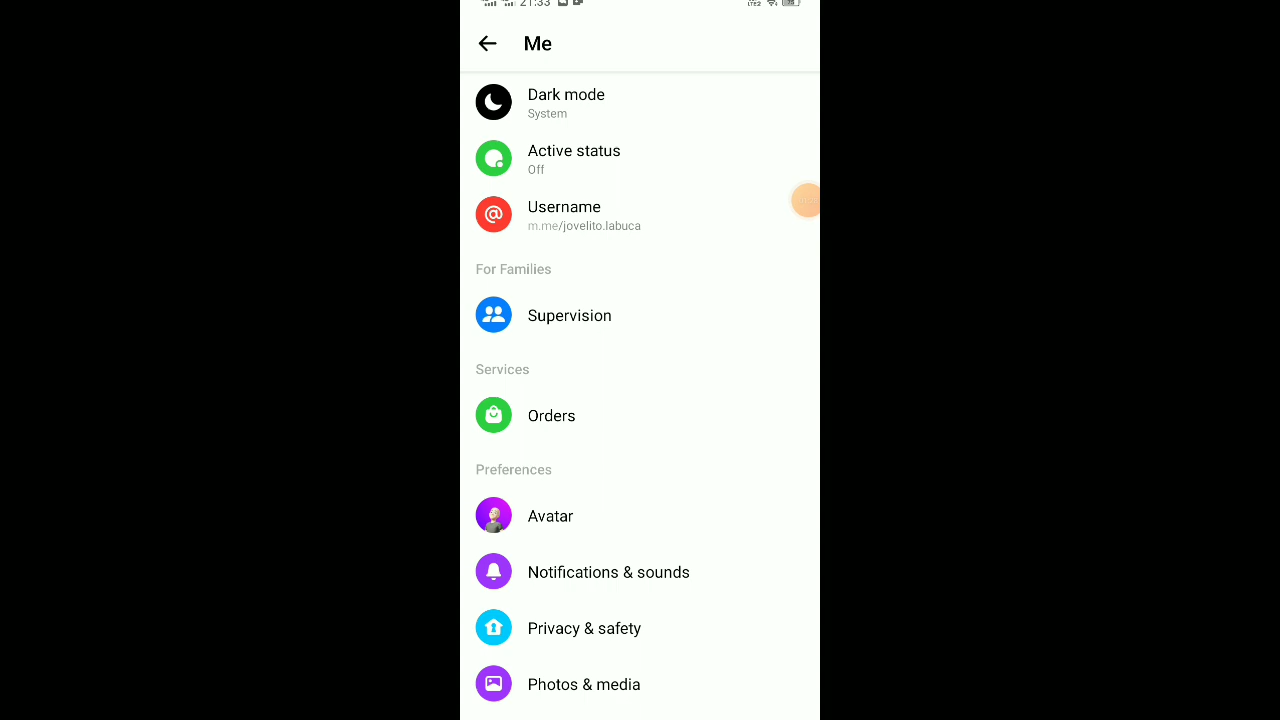 21:33
Me
Dark mode
System
Active status
Off
Username
m.me/jovelito.labuca
For Families
Supervision
Services
Orders
Preferences
Avatar
Notifications & sounds
Privacy & safety
Photos & media